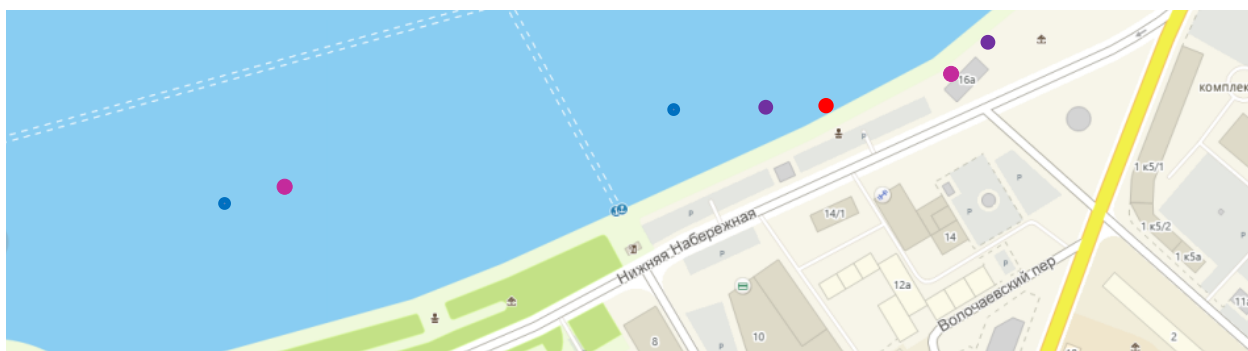 16а
комплек
P
1 к5/1
P
P
14/1
P
P
14
1 к5/2
P
Нижняя Набережная
P
P
1 к5а
Волочаевский пер
12а
11а
8
10
2